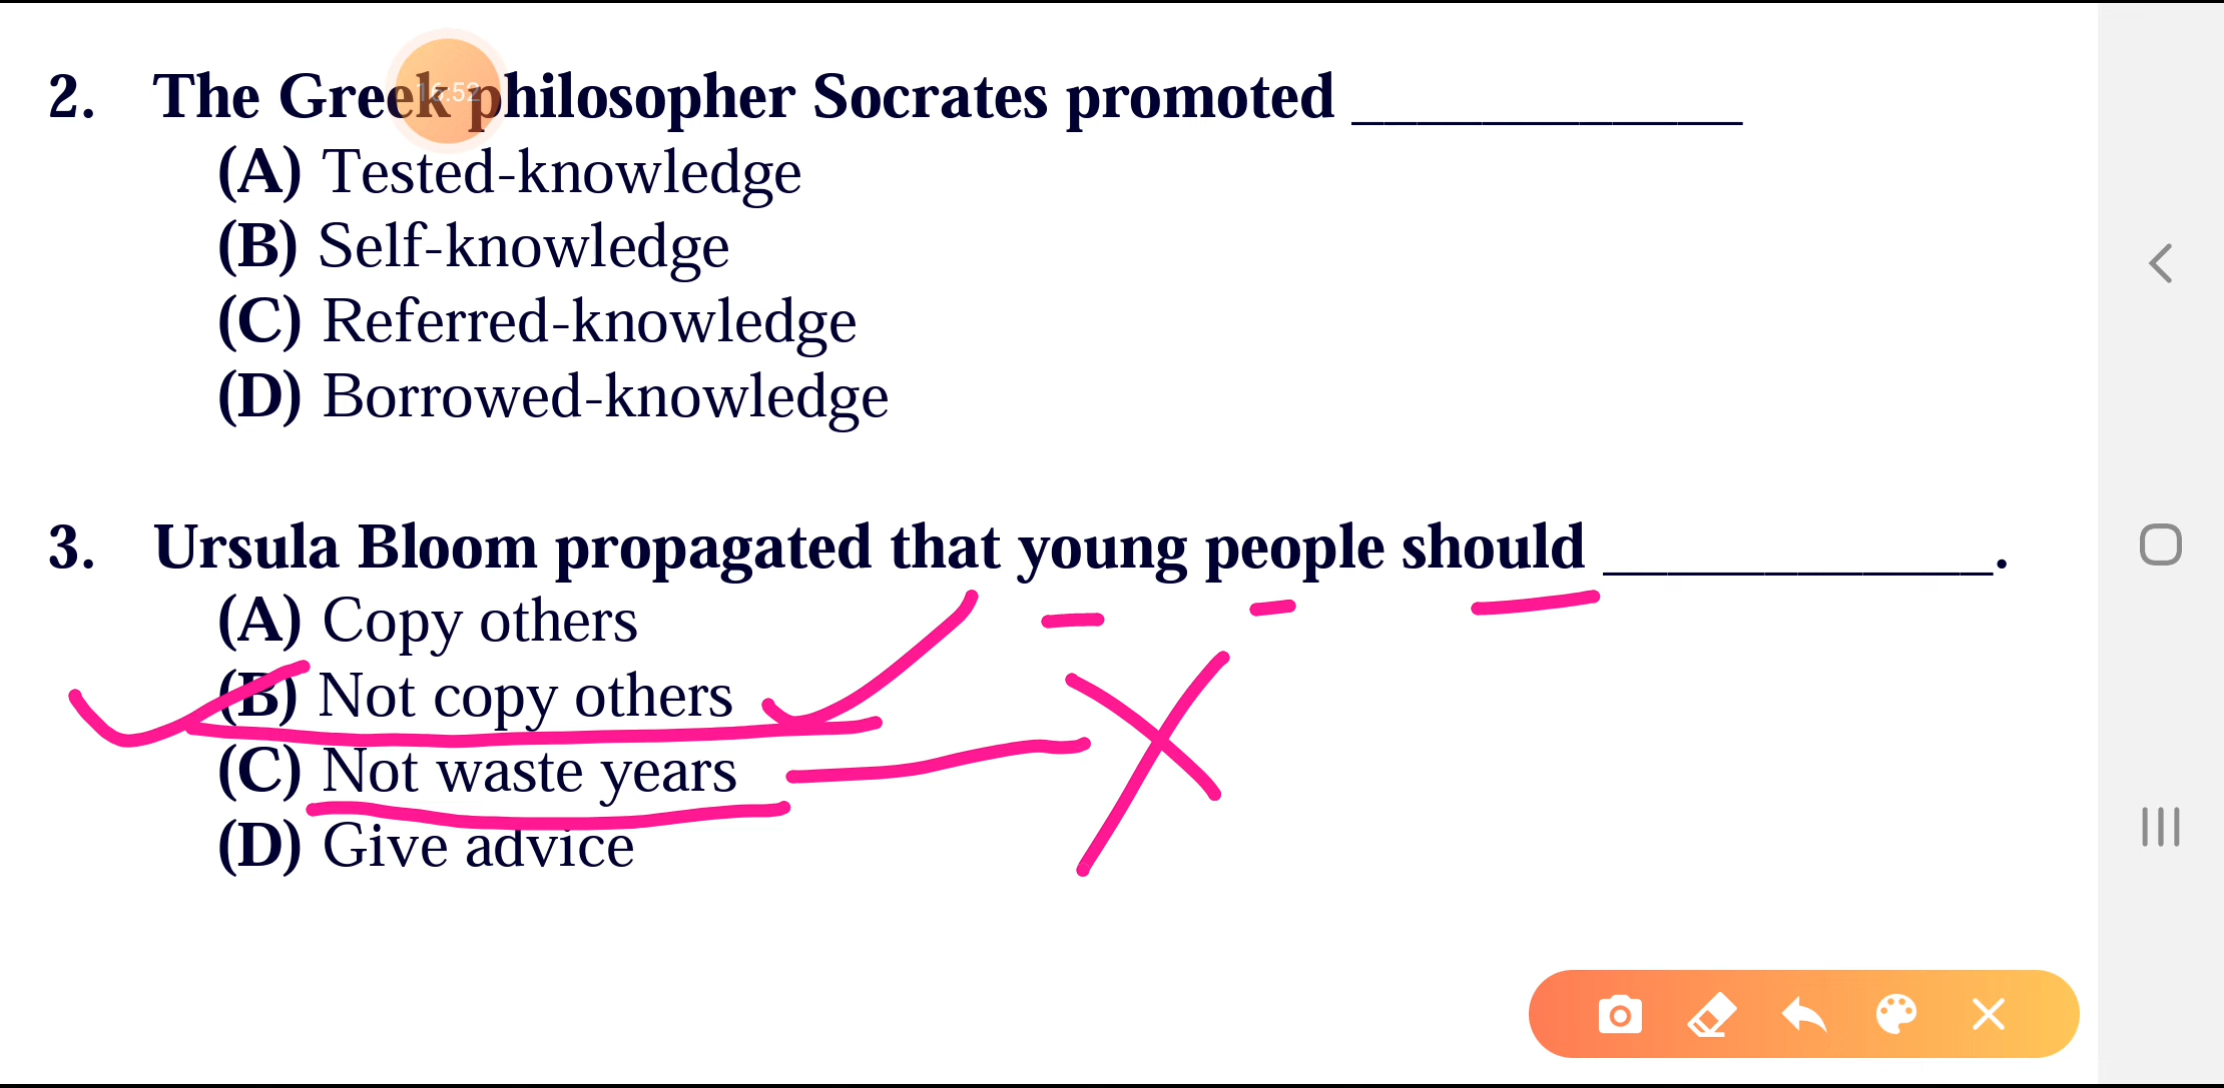 2. The Greek philosopher Socrates promoted ____________
(A) Tested-knowledge
(B) Self-knowledge
(C) Referred-knowledge
(D) Borrowed-knowledge
3. Ursula Bloom propagated that young people should ____________.
(A) Copy others
(B) Not copy others
(C) Not waste years
(D) Give advice